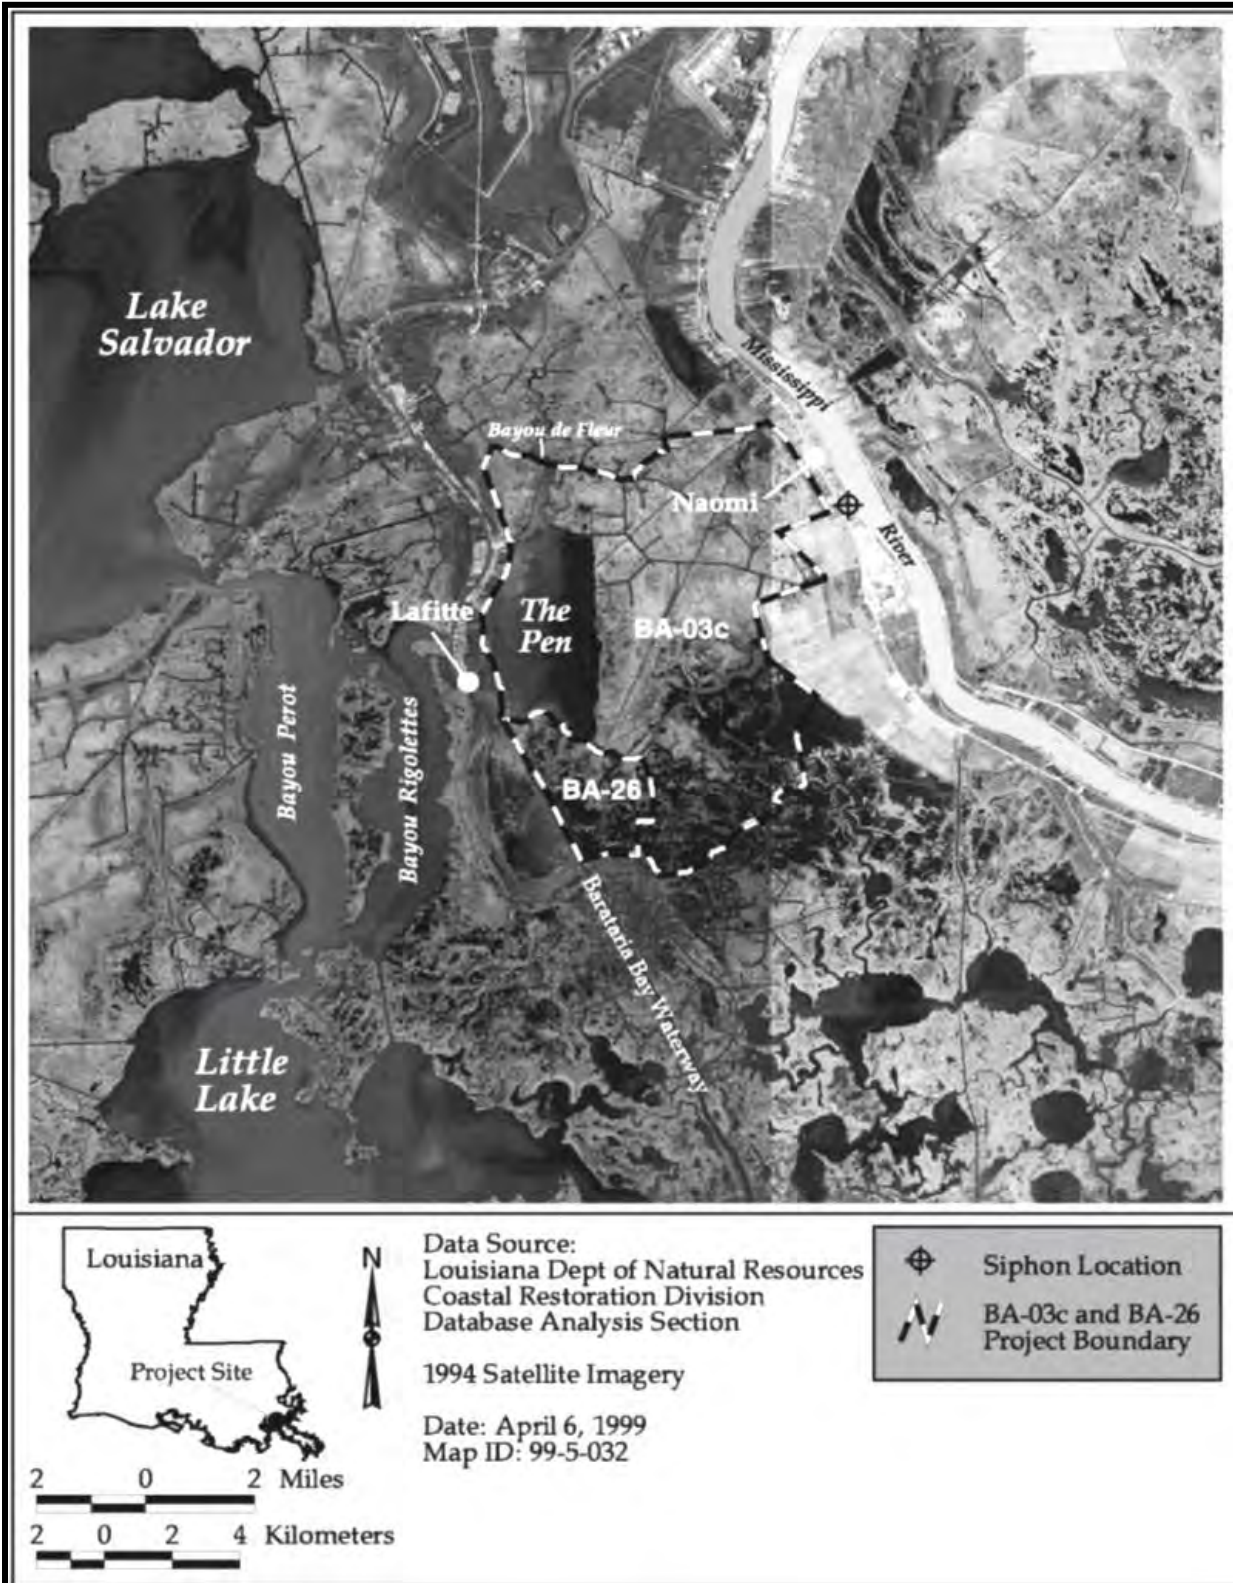 Lake
Salvador
Mississippi
Bayou de Fleur
Naomi
River
The
Pen
Lafitte
BA-03c
Bayou Perot
Bayou Rigolettes
BA-26
Barataria Bay Waterway
Little
Lake
Louisiana
Project Site
N
Data Source:
Louisiana Dept of Natural Resources
Coastal Restoration Division
Database Analysis Section
1994 Satellite Imagery
Date: April 6, 1999
Map ID: 99-5-032
Siphon Location
BA-03c and BA-26
Project Boundary
2 0 2 Miles
2 0 2 4 Kilometers